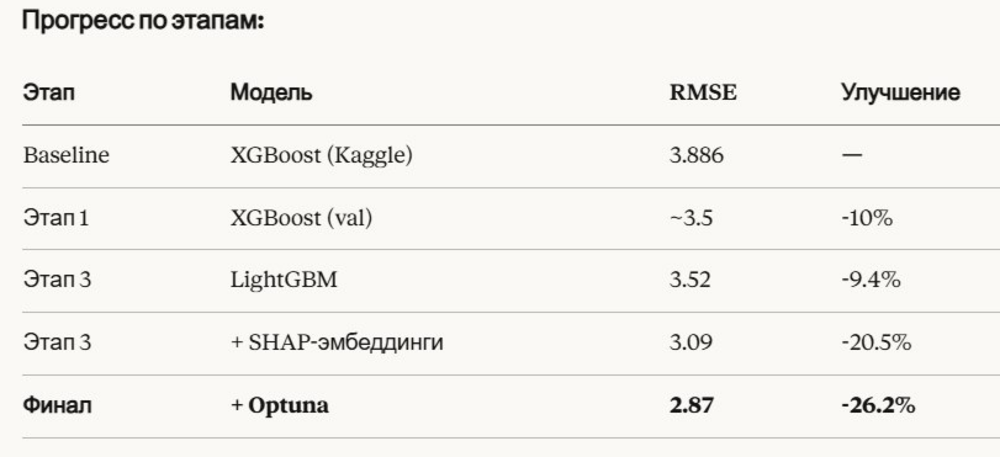 Прогресс по этапам:
Этап Модель RMSE Улучшение
Baseline XGBoost (Kaggle) 3.886 —
Этап 1 XGBoost (val) ~3.5 -10%
Этап 3 LightGBM 3.52 -9.4%
Этап 3 + SHAP-эмбеддинги 3.09 -20.5%
Финал + Optuna 2.87 -26.2%